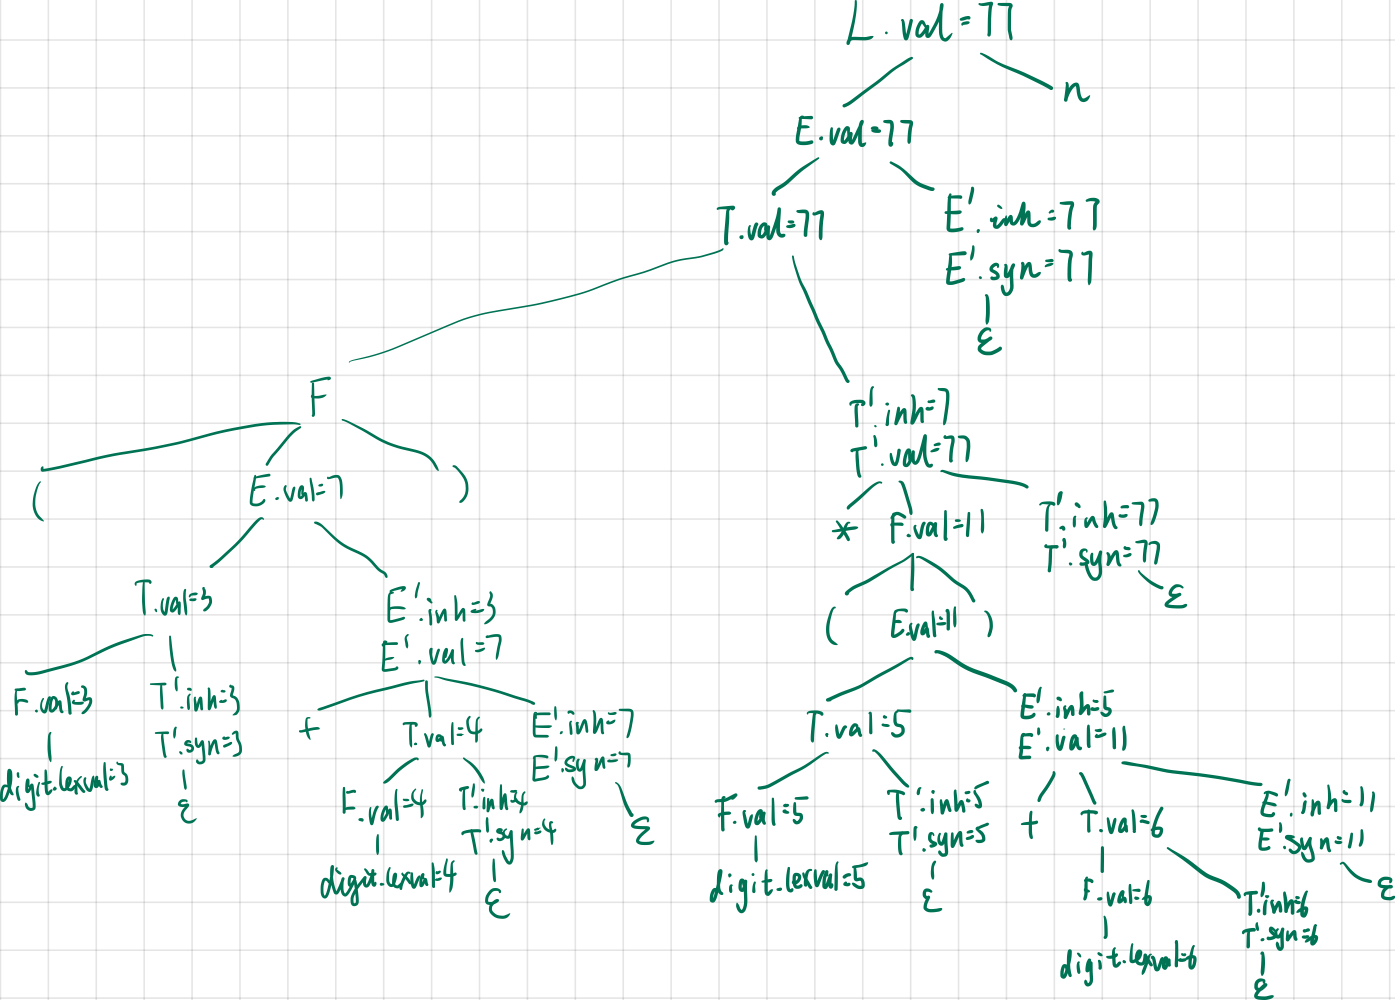 L.val=77
n
E.val=77
T.val=77
E'.inh=77
E'.syn=77
ε
F
T'.inh=7
T'.val=77
(
E.val=7
)
*
F.val=11
T'.inh=77
T'.syn=77
ε
T.val=3
E'.inh=3
E'.val=7
(
E.val=11
)
F.val=3
T'.inh=3
T'.syn=3
ε
digit.lexval=3
+
T.val=4
E'.inh=7
E'.syn=7
ε
T.val=5
E'.inh=5
E'.val=11
F.val=4
T'.inh=4
T'.syn=4
ε
digit.lexval=4
F.val=5
T'.inh=5
T'.syn=5
ε
digit.lexval=5
+
T.val=6
E'.inh=11
E'.syn=11
ε
F.val=6
T'.inh=6
T'.syn=6
ε
digit.lexval=6